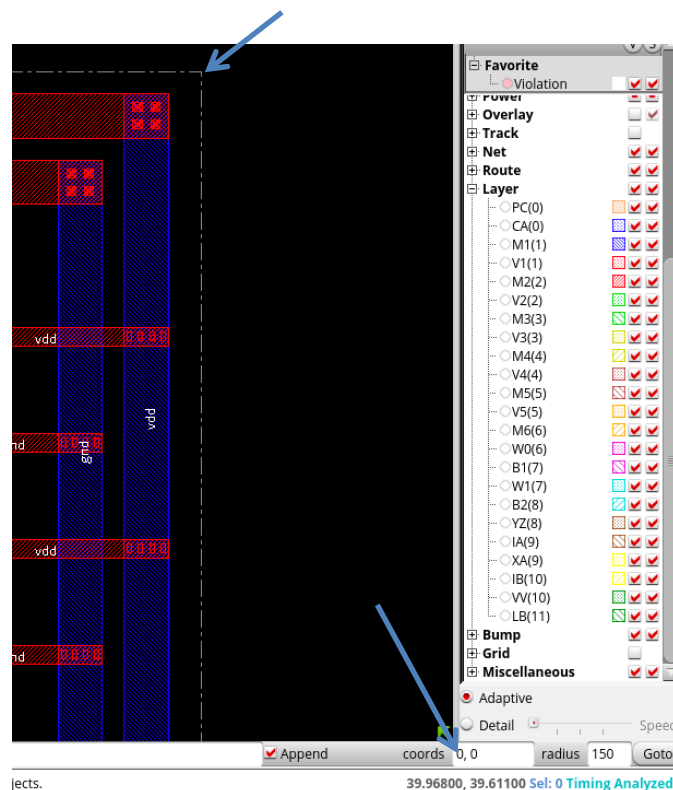 V S
Favorite
Violation
Power
Overlay
Track
Net
Route
Layer
PC(0)
CA(0)
M1(1)
V1(1)
M2(2)
V2(2)
M3(3)
V3(3)
M4(4)
V4(4)
M5(5)
V5(5)
M6(6)
W0(6)
B1(7)
W1(7)
B2(8)
YZ(8)
IA(9)
XA(9)
IB(10)
VV(10)
LB(11)
Bump
Grid
Miscellaneous
vdd
vdd
nd
gnd
vdd
nd
Adaptive
Detail Speed
Append coords 0, 0 radius 150 Goto
jects. 39.96800, 39.61100 Sel: 0 Timing Analyzed